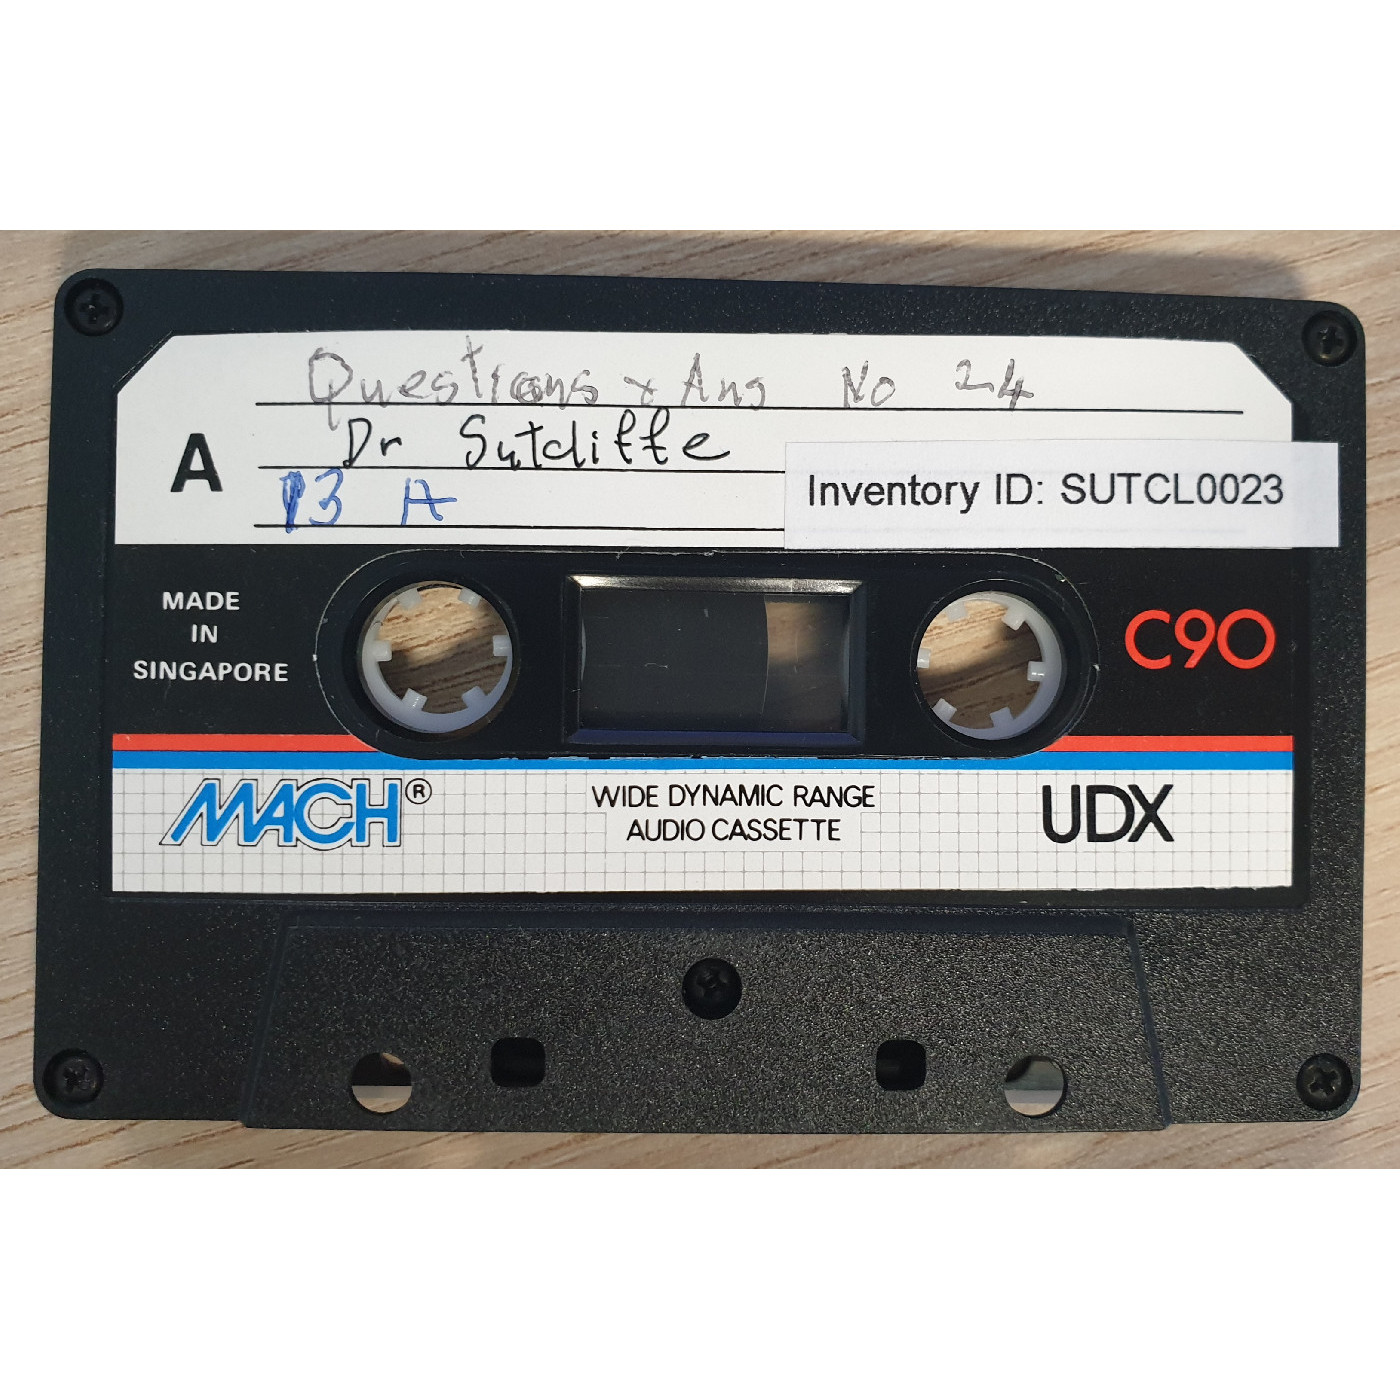 Questions + Ans No 24
Dr Sutcliffe
A
13 A
Inventory ID: SUTCL0023
MADE
IN
SINGAPORE
C90
MACH®
WIDE DYNAMIC RANGE
AUDIO CASSETTE
UDX